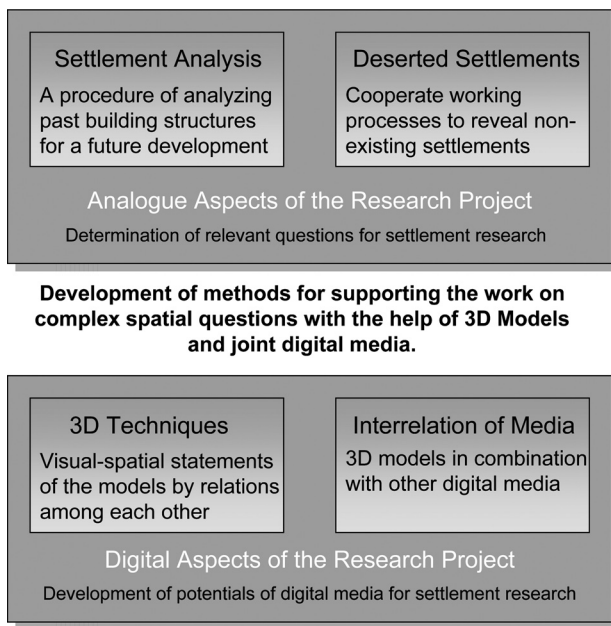 Settlement Analysis
A procedure of analyzing
past building structures
for a future development
Deserted Settlements
Cooperate working
processes to reveal non-
existing settlements
Analogue Aspects of the Research Project
Determination of relevant questions for settlement research
Development of methods for supporting the work on
complex spatial questions with the help of 3D Models
and joint digital media.
3D Techniques
Visual-spatial statements
of the models by relations
among each other
Interrelation of Media
3D models in combination
with other digital media
Digital Aspects of the Research Project
Development of potentials of digital media for settlement research